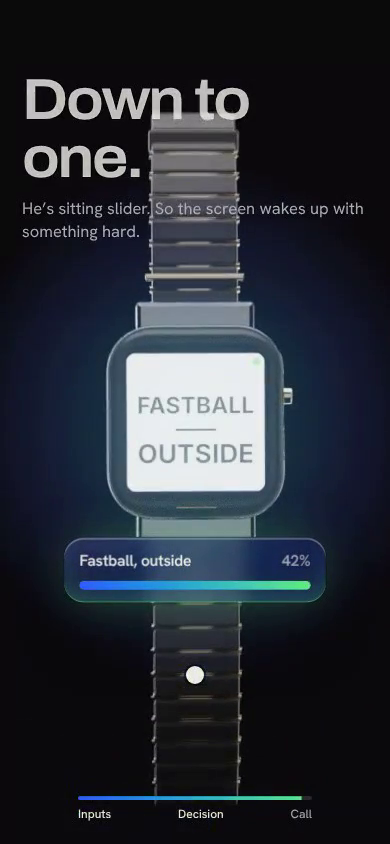 Down to
one.
He’s sitting slider. So the screen wakes up with
something hard.
FASTBALL
OUTSIDE
Fastball, outside 42%
Inputs Decision Call